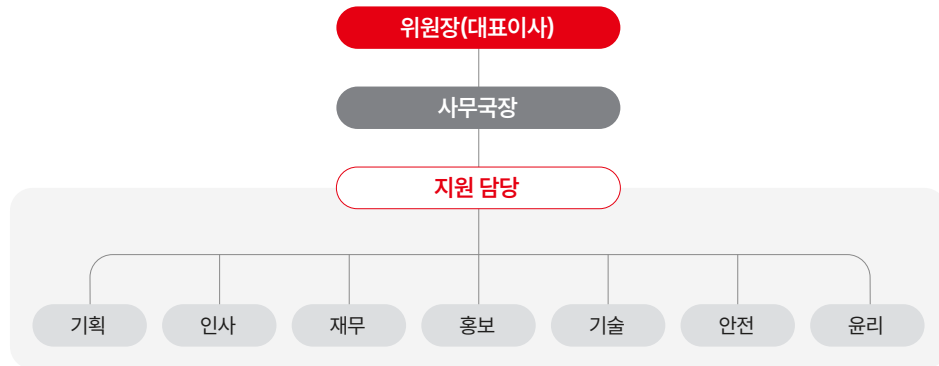 위원장(대표이사)
사무국장
지원 담당
기획
인사
재무
홍보
기술
안전
윤리